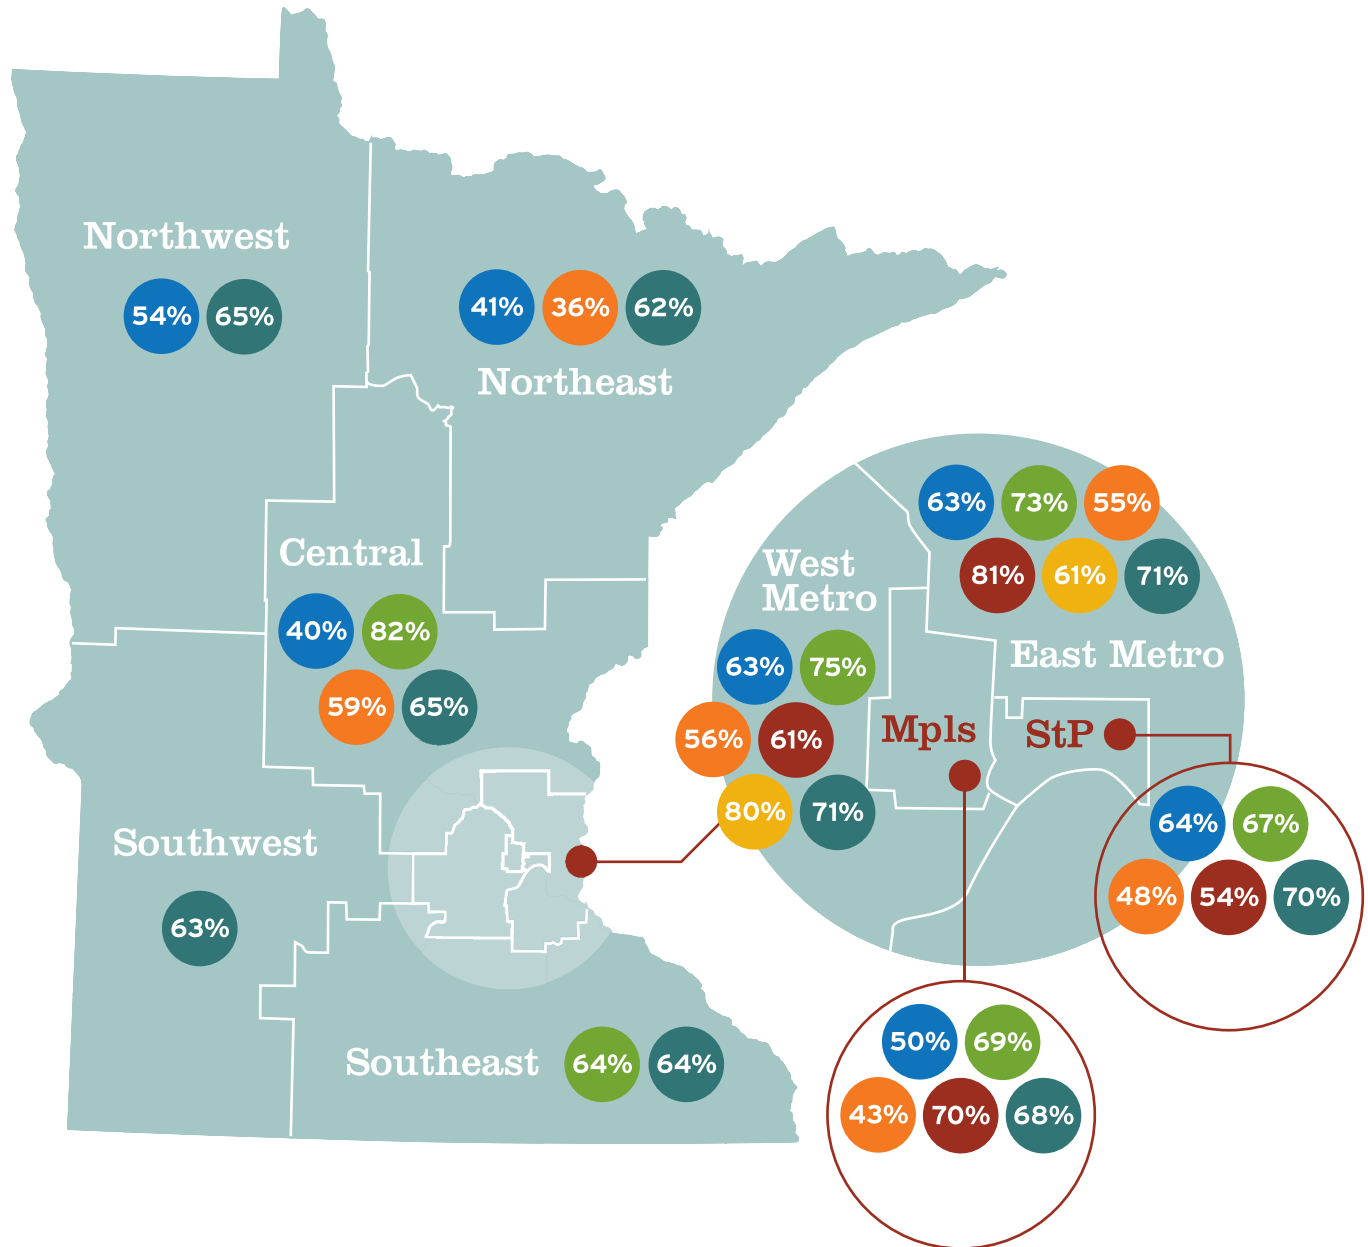 Northwest
54% 65%
41% 36% 62%
Northeast
Central
40% 82%
59% 65%
Southwest
63%
Southeast 64% 64%
63% 73% 55%
81% 61% 71%
East Metro
West
Metro
63% 75%
56% 61%
80% 71%
Mpls
StP
64% 67%
48% 54% 70%
50% 69%
43% 70% 68%